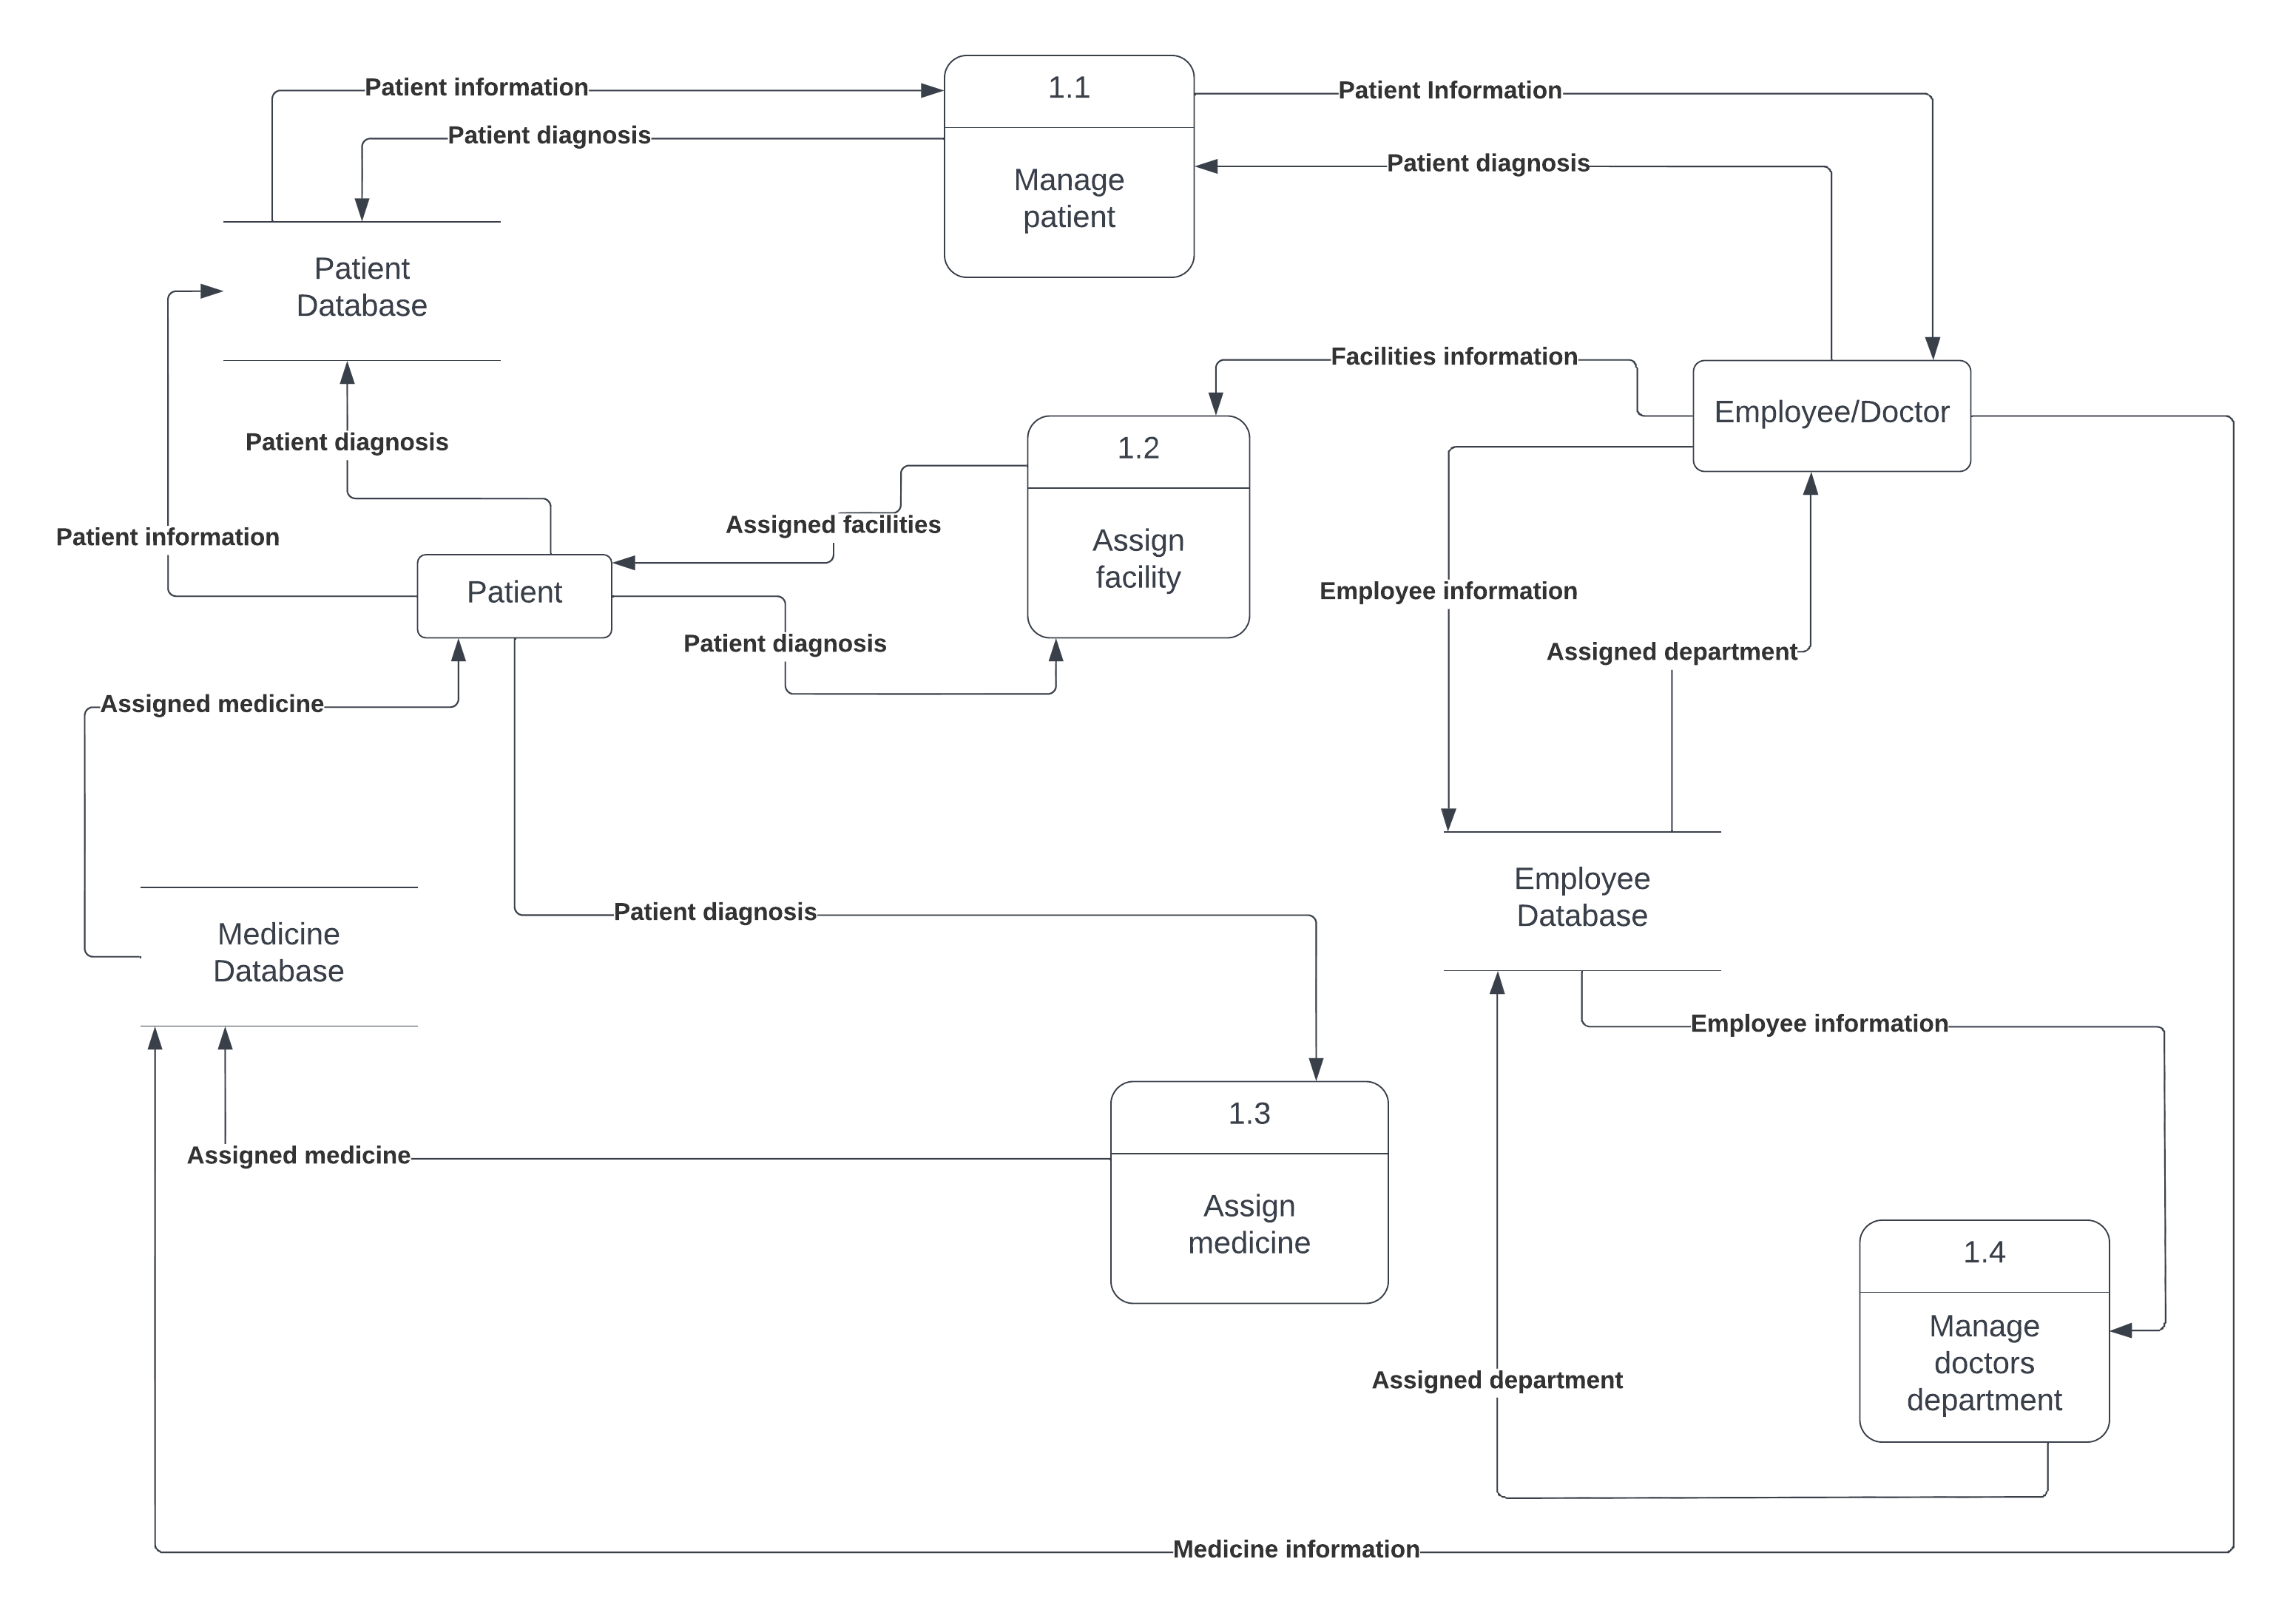 Patient information
1.1
Patient Information
Patient diagnosis
Patient diagnosis
Manage
patient
Patient
Database
Facilities information
Employee/Doctor
Patient diagnosis
1.2
Assigned facilities
Patient information
Assign
facility
Patient
Employee information
Patient diagnosis
Assigned department
Assigned medicine
Employee
Database
Patient diagnosis
Medicine
Database
Employee information
1.3
Assigned medicine
Assign
medicine
1.4
Manage
doctors
department
Assigned department
Medicine information